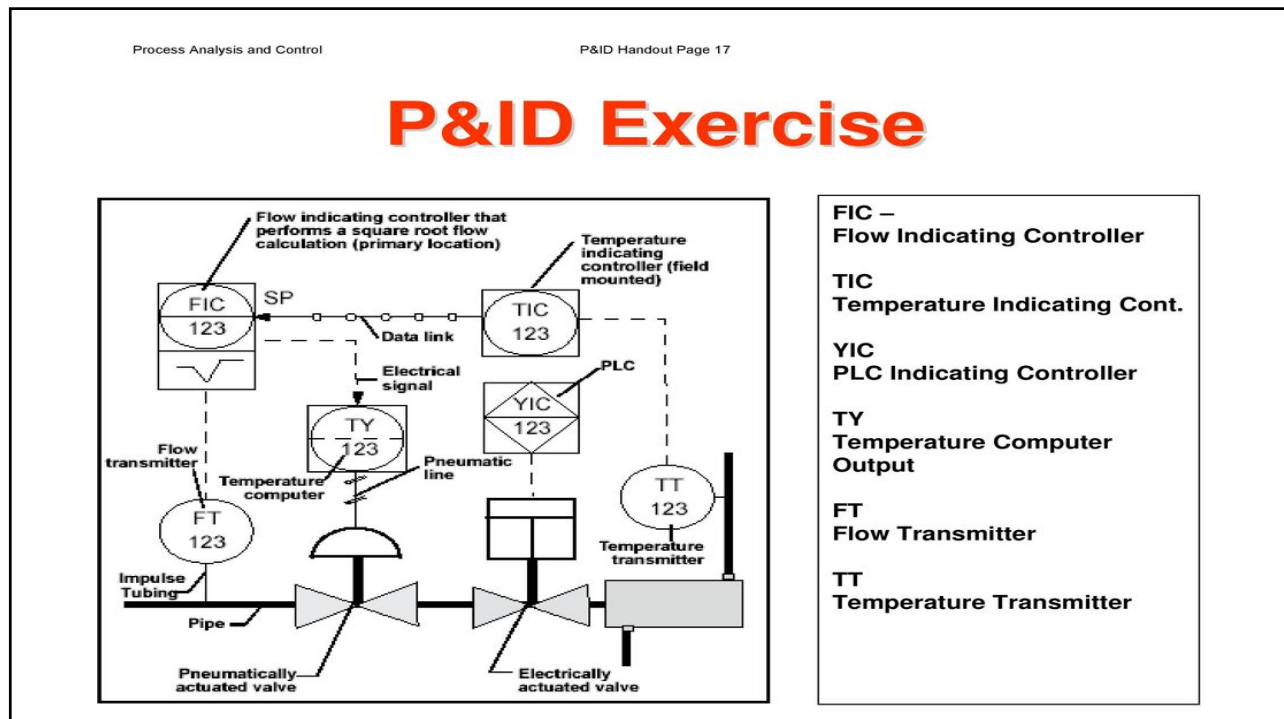 Process Analysis and Control
P&ID Handout Page 17
P&ID Exercise
Flow indicating controller that
performs a square root flow
calculation (primary location)
Temperature
indicating
controller (field
mounted)
FIC
123
SP
TIC
123
Data link
Electrical
signal
PLC
YIC
123
TY
123
Flow
transmitter
Temperature
computer
Pneumatic
line
FT
123
TT
123
Temperature
transmitter
Impulse
Tubing
Pipe
Pneumatically
actuated valve
Electrically
actuated valve
FIC –
Flow Indicating Controller
TIC
Temperature Indicating Cont.
YIC
PLC Indicating Controller
TY
Temperature Computer
Output
FT
Flow Transmitter
TT
Temperature Transmitter